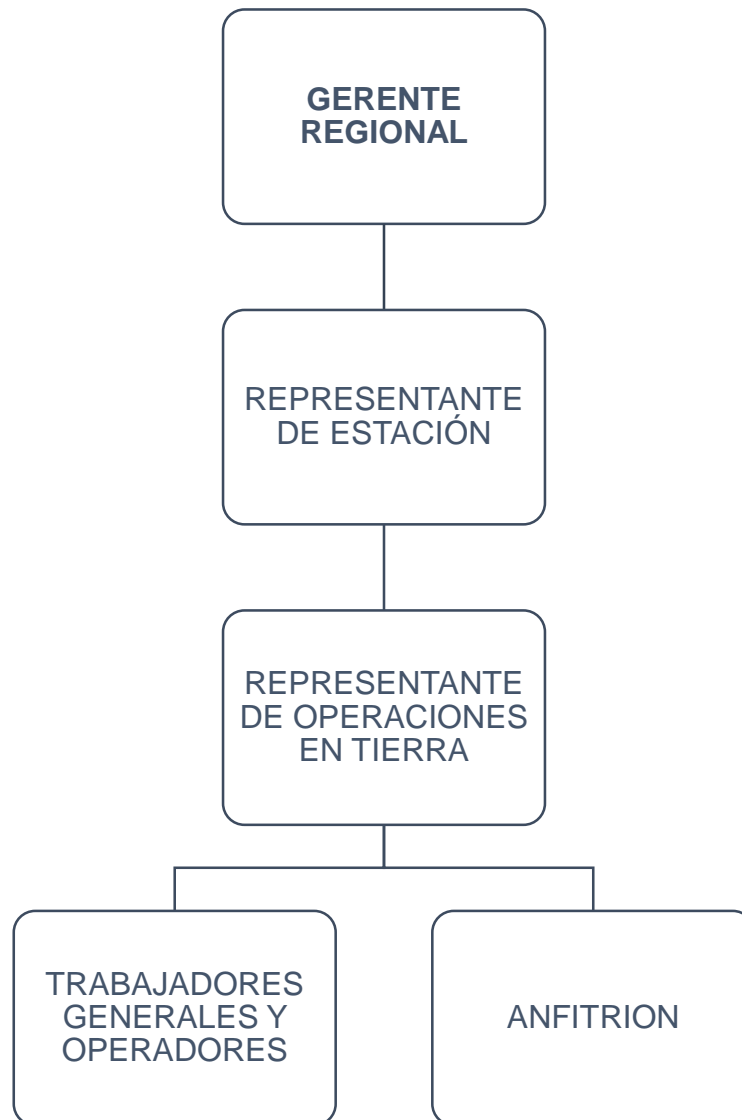 GERENTE
REGIONAL
REPRESENTANTE
DE ESTACIÓN
REPRESENTANTE
DE OPERACIONES
EN TIERRA
TRABAJADORES
GENERALES Y
OPERADORES
ANFITRION